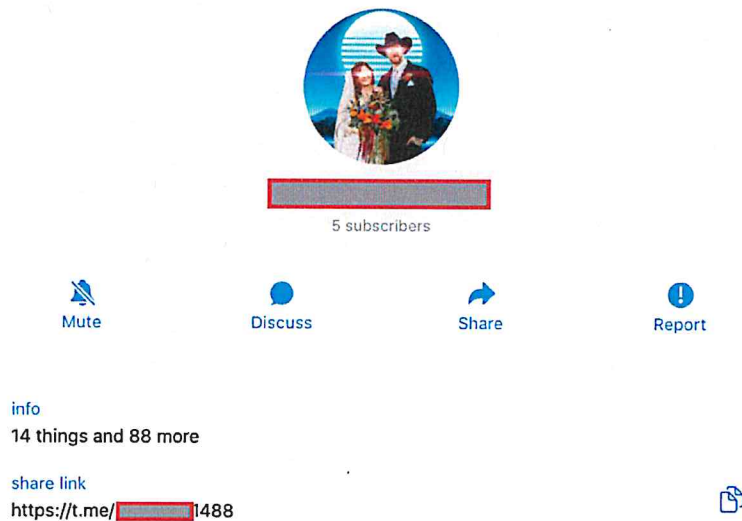 5 subscribers
Mute Discuss Share Report
info
14 things and 88 more
share link
https://t.me/ 1488